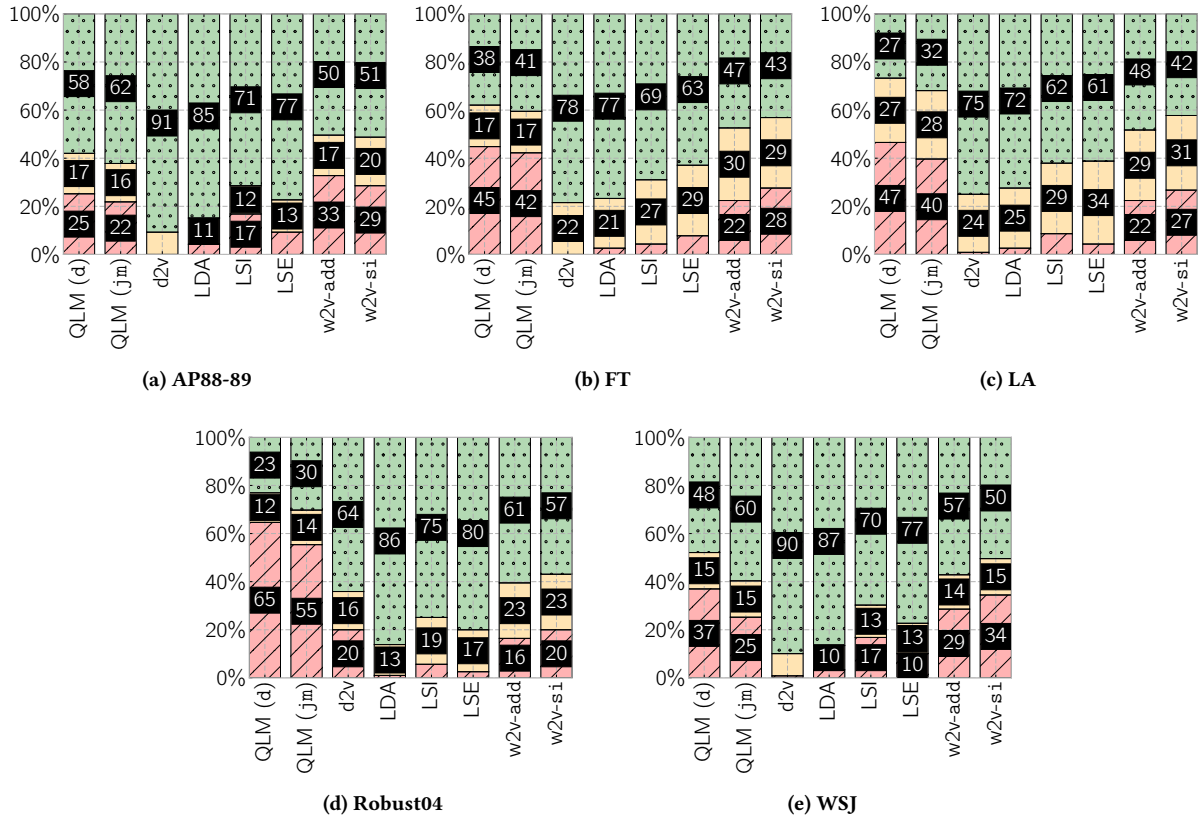 100%
80%
60%
40%
20%
0%
58 62 91 85 71 77 50 51
17 16 12 13 17 20
25 22 11 17 33 29
QLM (d) QLM (jm) d2v LDA LSI LSE w2v-add w2v-si
(a) AP88-89
100%
80%
60%
40%
20%
0%
38 41 78 77 69 63 47 43
17 17 22 21 27 29 30 29
45 42 22 28
QLM (d) QLM (jm) d2v LDA LSI LSE w2v-add w2v-si
(b) FT
100%
80%
60%
40%
20%
0%
27 32 75 72 62 61 48 42
27 28 24 25 29 34 29 31
47 40 22 27
QLM (d) QLM (jm) d2v LDA LSI LSE w2v-add w2v-si
(c) LA
100%
80%
60%
40%
20%
0%
23 30 64 86 75 80 61 57
12 14 16 13 19 17 23 23
65 55 20 16 20
QLM (d) QLM (jm) d2v LDA LSI LSE w2v-add w2v-si
(d) Robust04
100%
80%
60%
40%
20%
0%
48 60 90 87 70 77 57 50
15 15 13 13 14 15
37 25 10 17 10 29 34
QLM (d) QLM (jm) d2v LDA LSI LSE w2v-add w2v-si
(e) WSJ